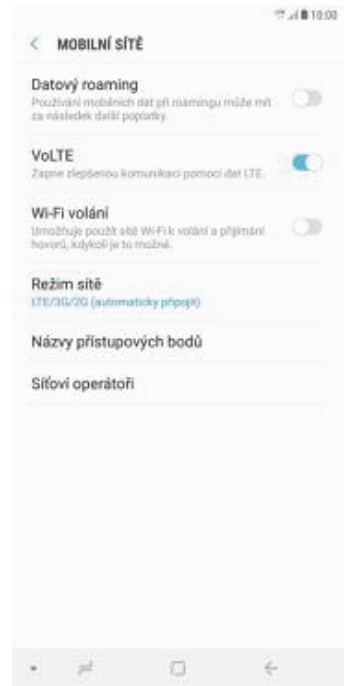 10:00
MOBILNÍ SÍTĚ
Datový roaming
Používání mobilních dat při roamingu může mít
za následek další poplatky.
VoLTE
Zapne zlepšenou komunikaci pomocí dat LTE.
Wi-Fi volání
Umožňuje použít sítě Wi-Fi k volání a přijímání
hovorů, kdykoli je to možné.
Režim sítě
LTE/3G/2G (automaticky připojit)
Názvy přístupových bodů
Síťoví operátoři